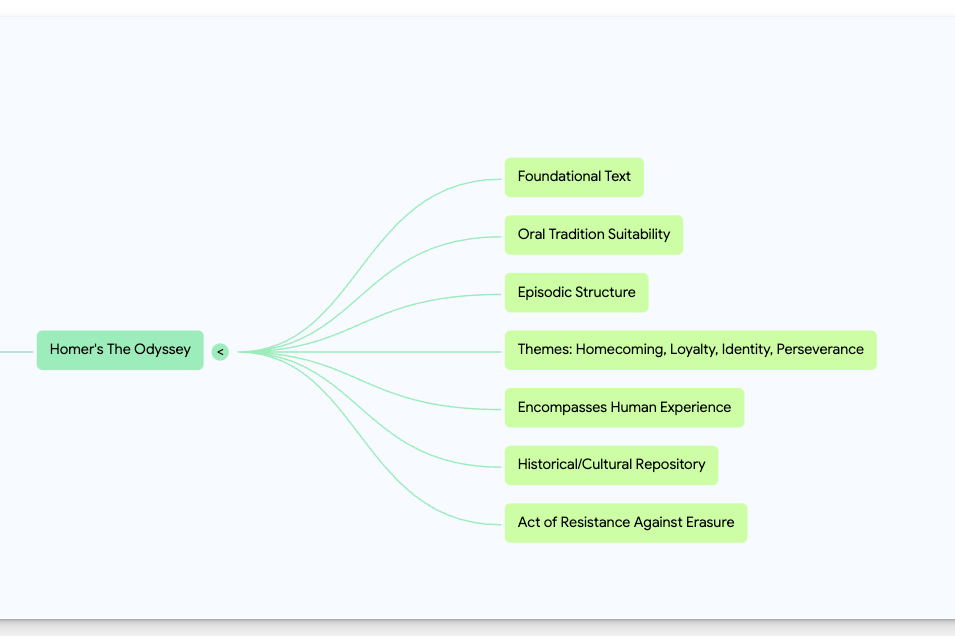 Foundational Text
Oral Tradition Suitability
Episodic Structure
Homer's The Odyssey <
Themes: Homecoming, Loyalty, Identity, Perseverance
Encompasses Human Experience
Historical/Cultural Repository
Act of Resistance Against Erasure